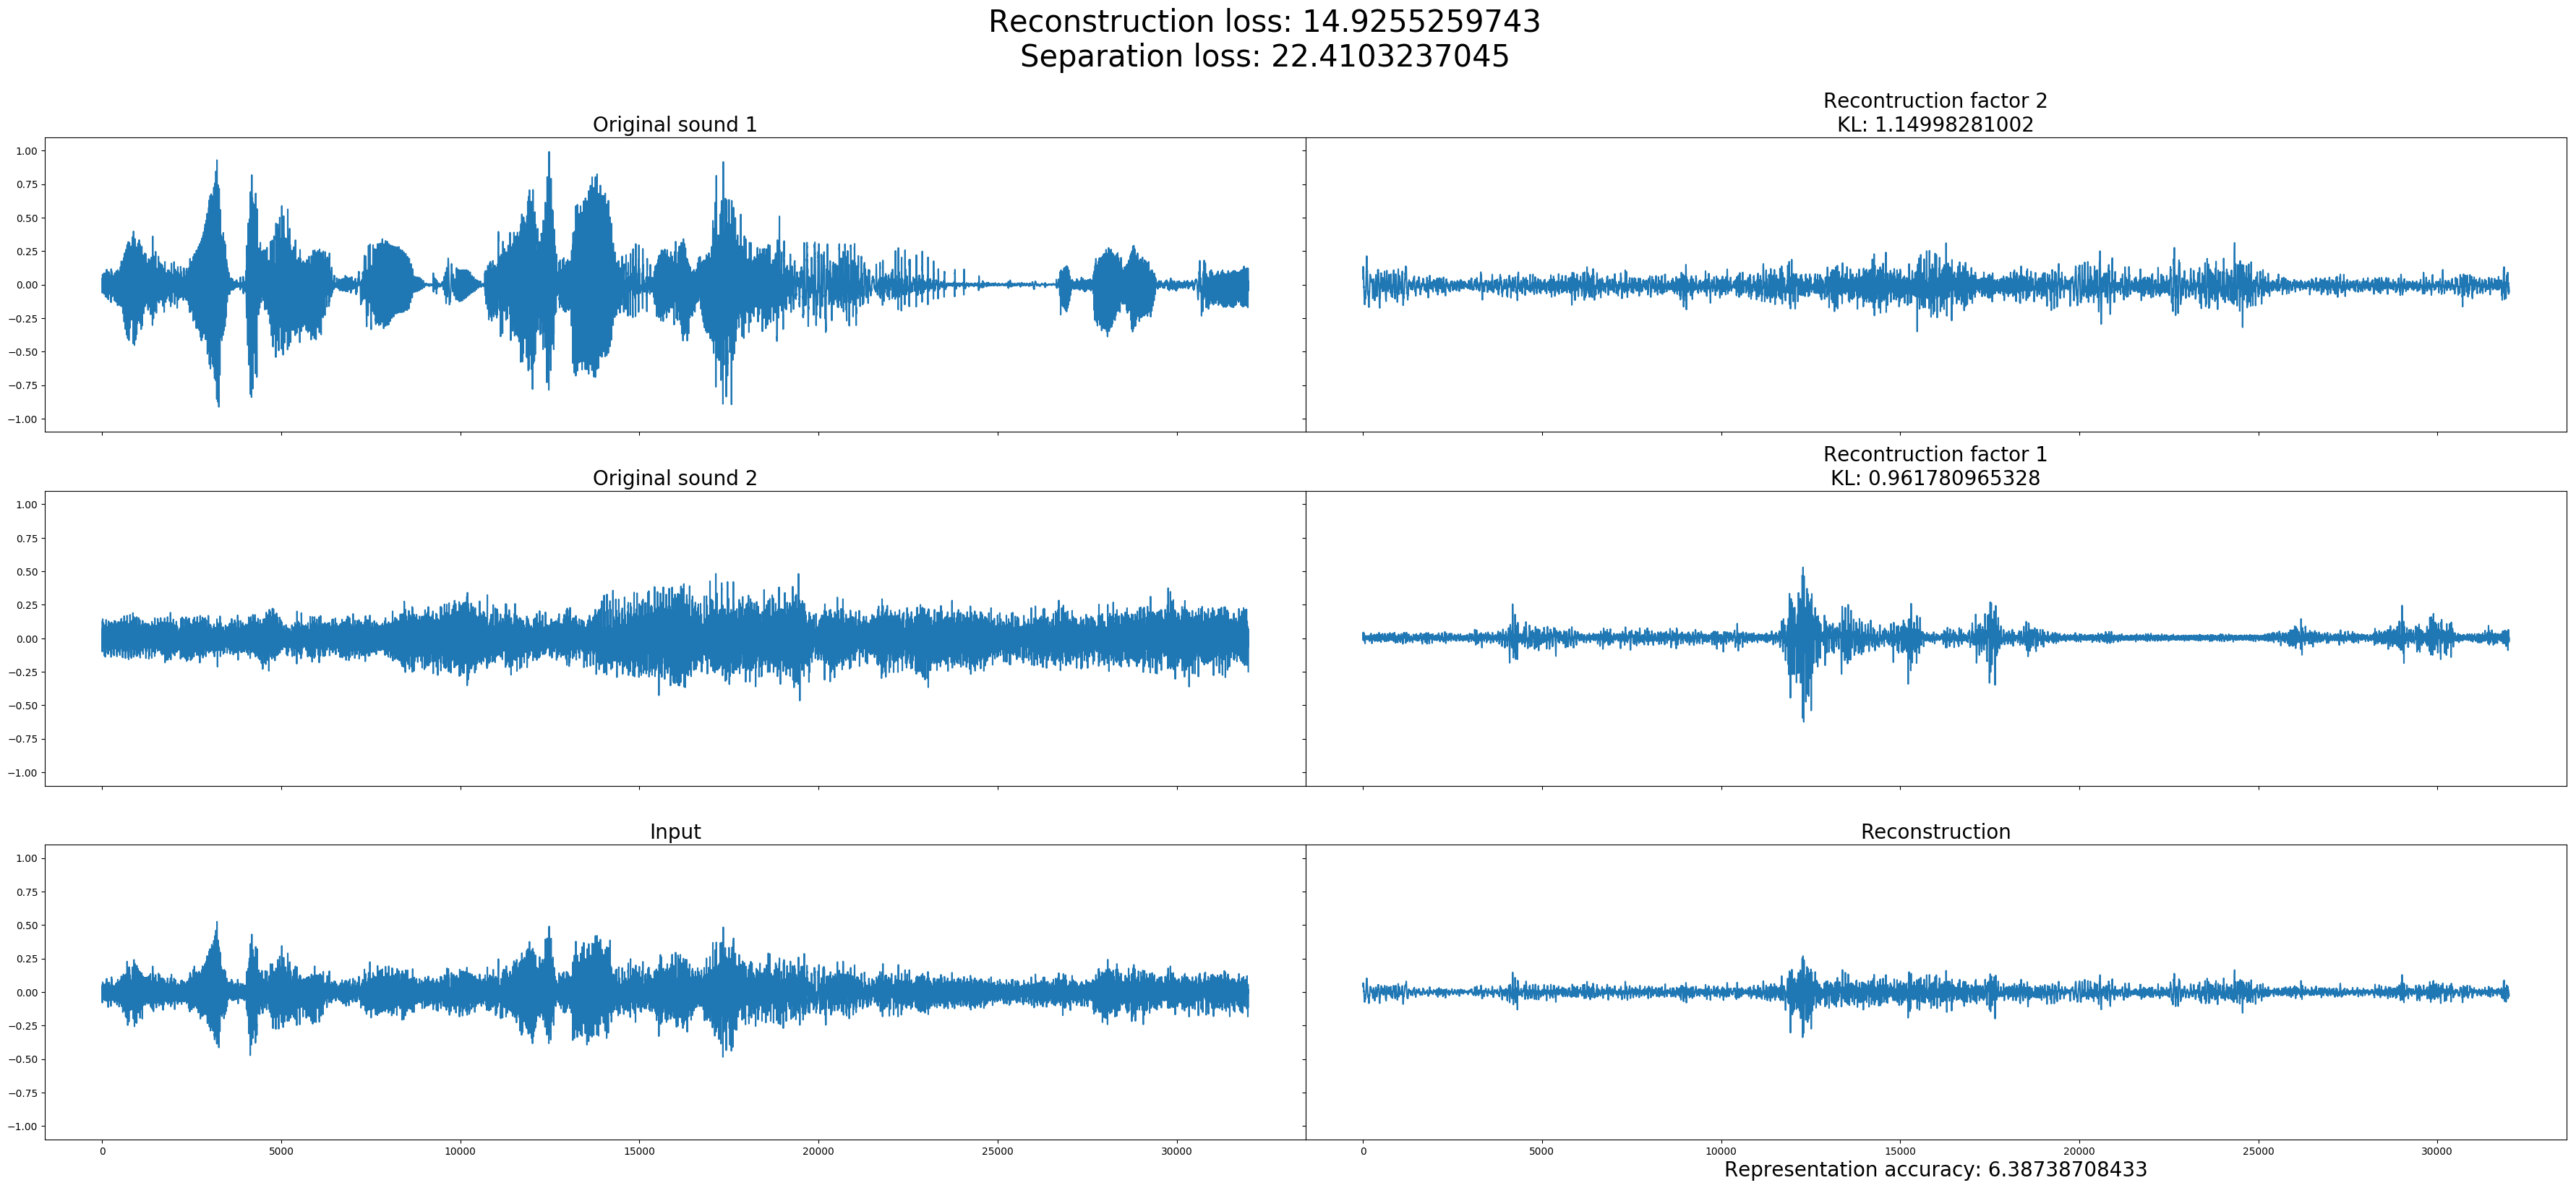 Reconstruction loss: 14.9255259743
Separation loss: 22.4103237045
Original sound 1
Recontruction factor 2
KL: 1.14998281002
1.00
0.75
0.50
0.25
0.00
−0.25
−0.50
−0.75
−1.00
Original sound 2
Recontruction factor 1
KL: 0.961780965328
1.00
0.75
0.50
0.25
0.00
−0.25
−0.50
−0.75
−1.00
Input
Reconstruction
1.00
0.75
0.50
0.25
0.00
−0.25
−0.50
−0.75
−1.00
0 5000 10000 15000 20000 25000 30000
0 5000 10000 15000 20000 25000 30000
Representation accuracy: 6.38738708433